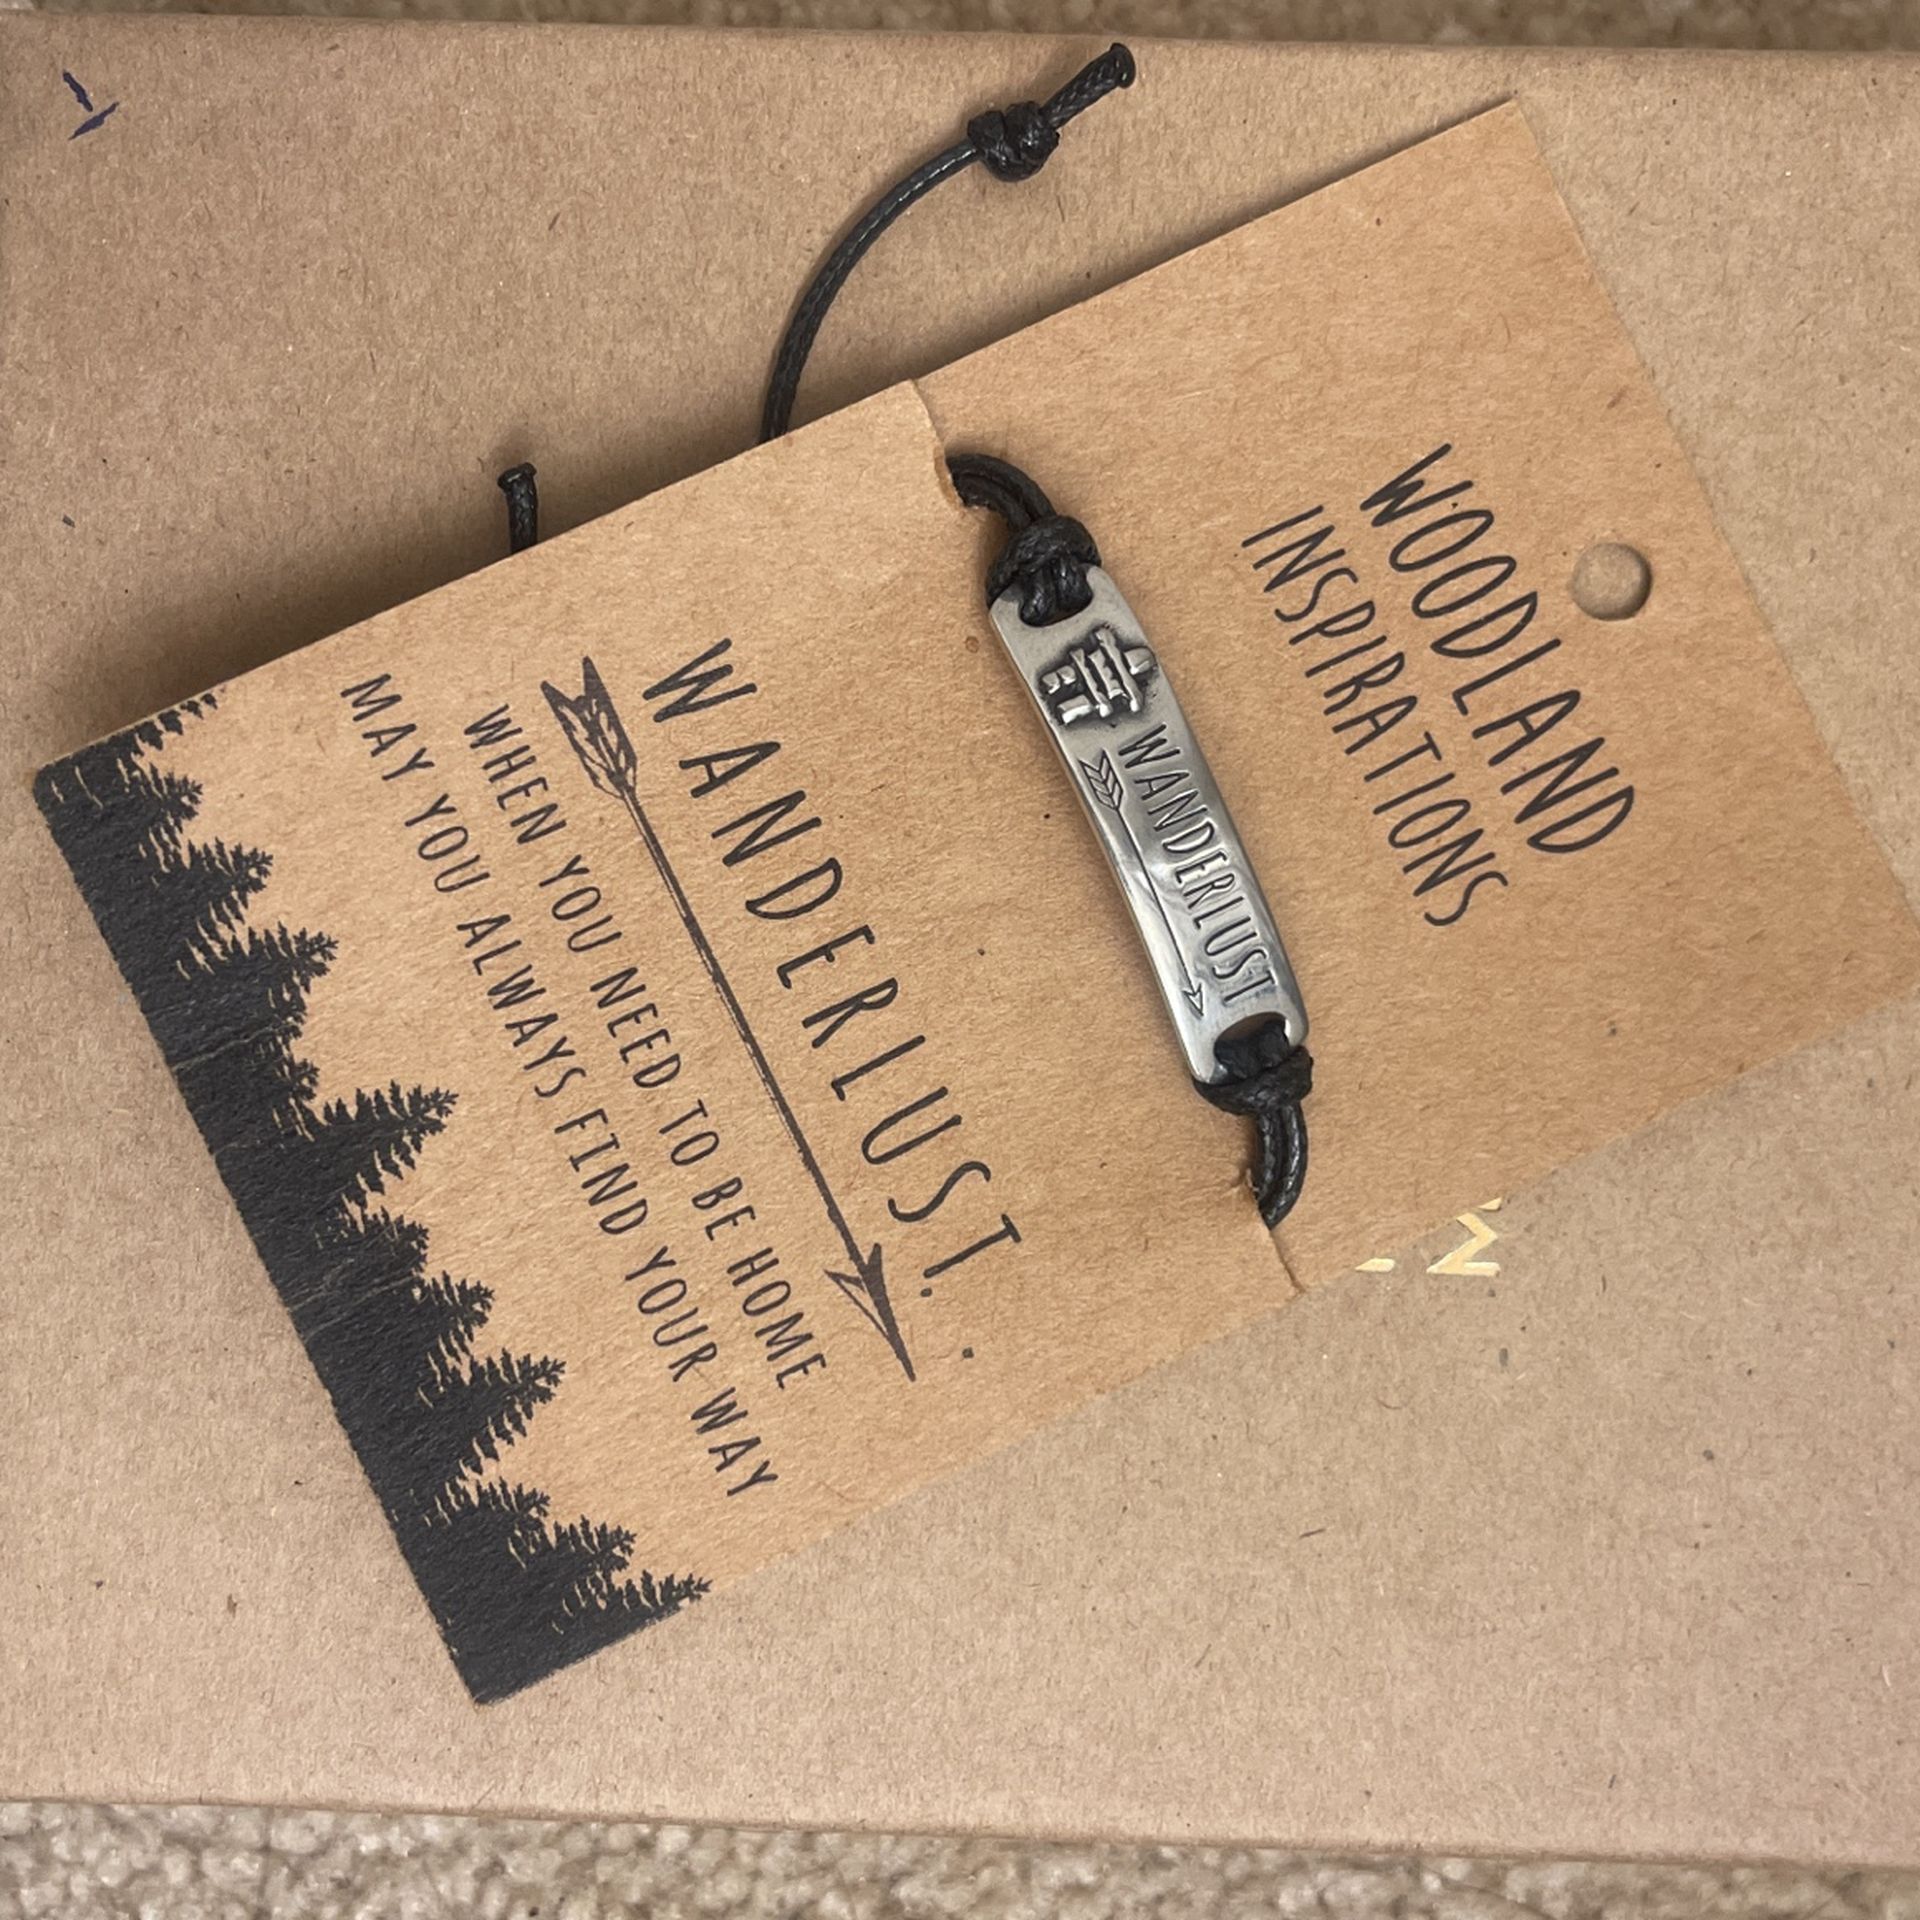 WOODLAND
INSPIRATIONS
WANDERLUST
WANDERLUST
WHEN YOU NEED TO BE HOME
MAY YOU ALWAYS FIND YOUR WAY